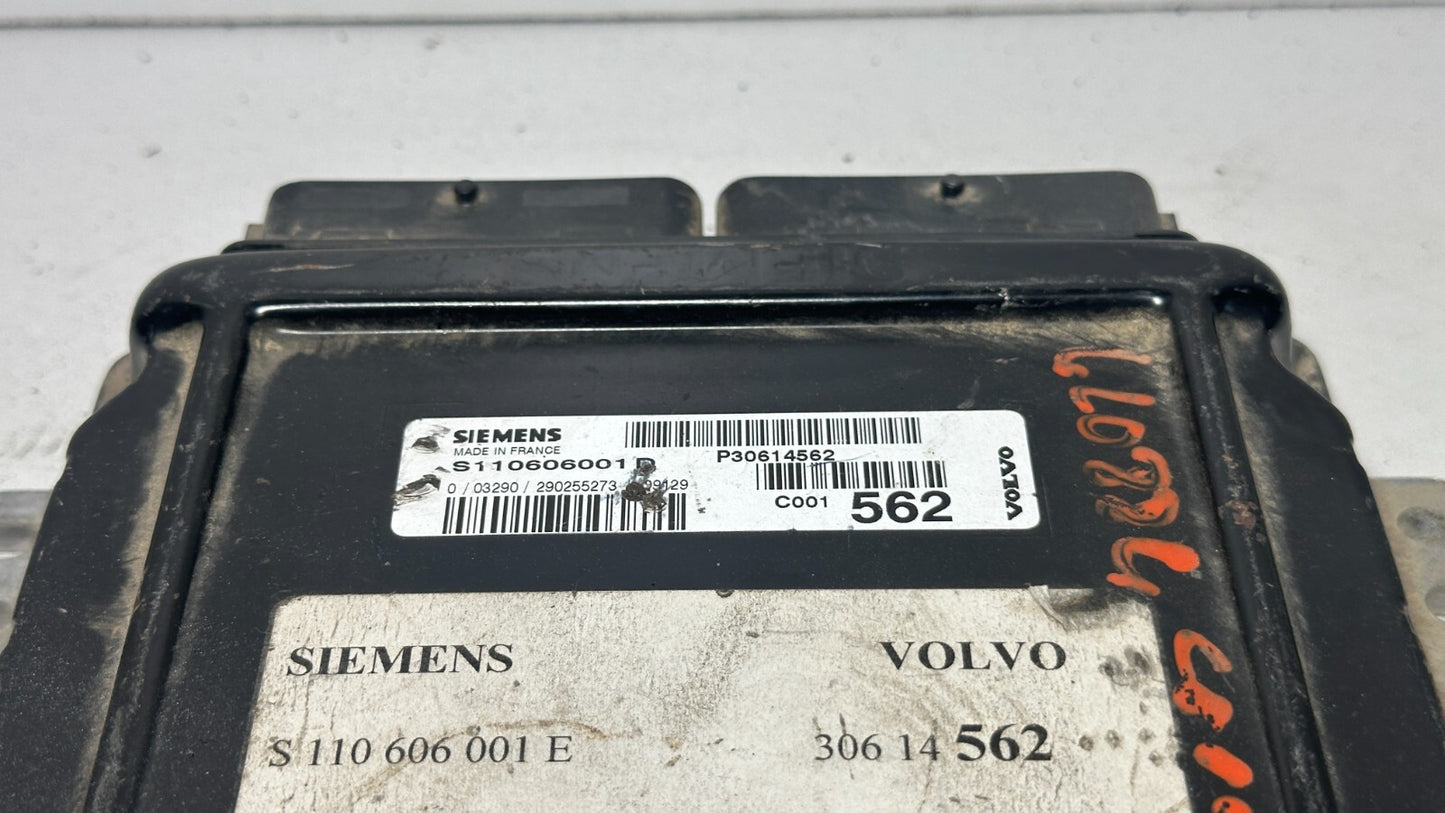 SIEMENS
MADE IN FRANCE
S110606001
P30614562
0 / 03290 / 290255273
C001 562
VOLVO
SIEMENS VOLVO
S 110 606 001 E 306 14 562